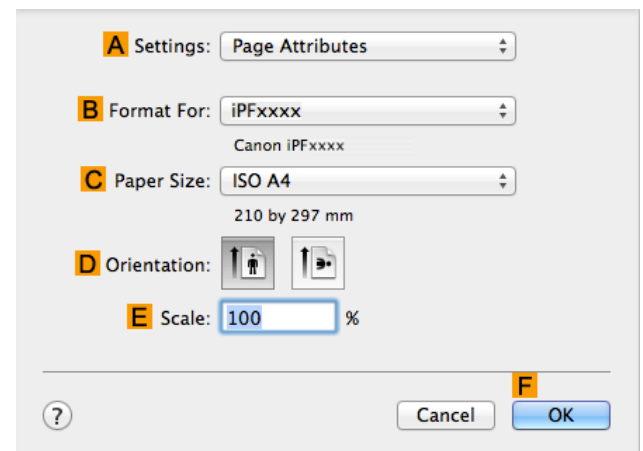 A Settings: Page Attributes
B Format For: iPFxxxx
Canon iPFxxxx
C Paper Size: ISO A4
210 by 297 mm
D Orientation:
E Scale: 100 %
F
? Cancel OK